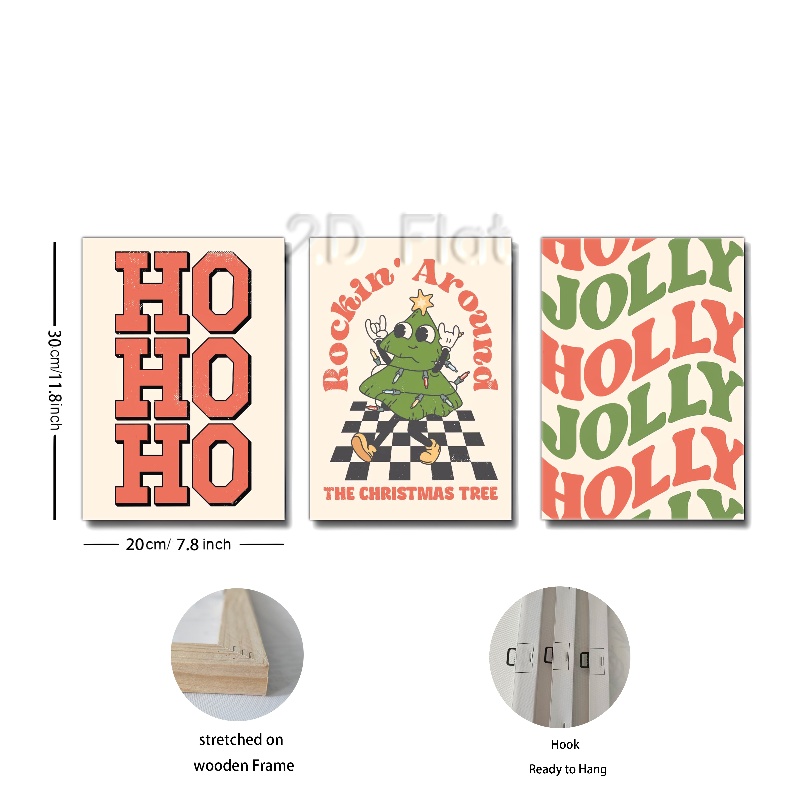 2D Flat
HO
HO
HO
Rockin' Around
THE CHRISTMAS TREE
HOLLY
JOLLY
HOLLY
JOLLY
HOLLY
JOLLY
30cm/11.8inch
20cm/ 7.8 inch
stretched on
wooden Frame
Hook
Ready to Hang